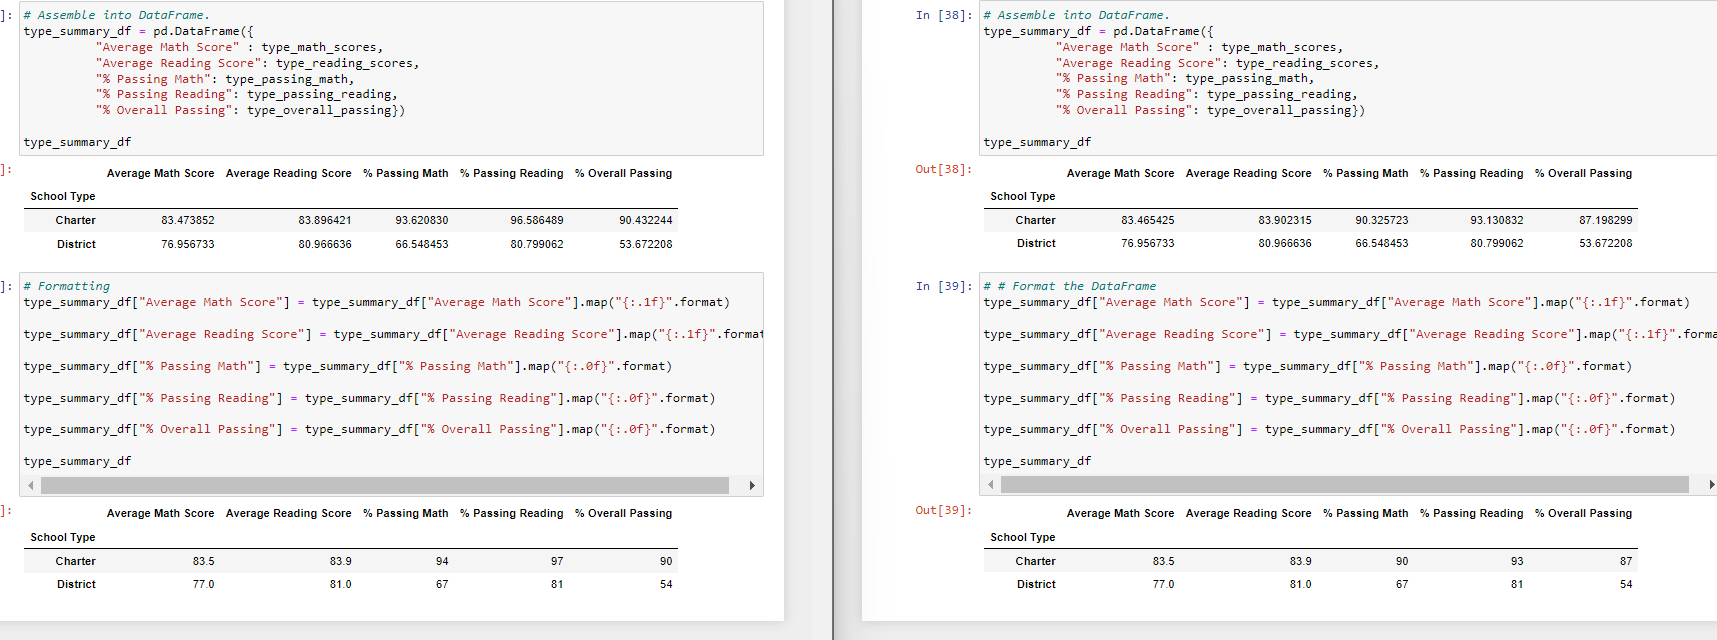 ]: # Assemble into DataFrame.
type_summary_df = pd.DataFrame({
"Average Math Score" : type_math_scores,
"Average Reading Score": type_reading_scores,
"% Passing Math": type_passing_math,
"% Passing Reading": type_passing_reading,
"% Overall Passing": type_overall_passing})
type_summary_df
]:
Average Math Score Average Reading Score % Passing Math % Passing Reading % Overall Passing
School Type
Charter 83.473852 83.896421 93.620830 96.586489 90.432244
District 76.956733 80.966636 66.548453 80.799062 53.672208
]: # Formatting
type_summary_df["Average Math Score"] = type_summary_df["Average Math Score"].map("{:.1f}".format)
type_summary_df["Average Reading Score"] = type_summary_df["Average Reading Score"].map("{:.1f}".format
type_summary_df["% Passing Math"] = type_summary_df["% Passing Math"].map("{:.0f}".format)
type_summary_df["% Passing Reading"] = type_summary_df["% Passing Reading"].map("{:.0f}".format)
type_summary_df["% Overall Passing"] = type_summary_df["% Overall Passing"].map("{:.0f}".format)
type_summary_df
]:
Average Math Score Average Reading Score % Passing Math % Passing Reading % Overall Passing
School Type
Charter 83.5 83.9 94 97 90
District 77.0 81.0 67 81 54
In [38]: # Assemble into DataFrame.
type_summary_df = pd.DataFrame({
"Average Math Score" : type_math_scores,
"Average Reading Score": type_reading_scores,
"% Passing Math": type_passing_math,
"% Passing Reading": type_passing_reading,
"% Overall Passing": type_overall_passing})
type_summary_df
Out[38]:
Average Math Score Average Reading Score % Passing Math % Passing Reading % Overall Passing
School Type
Charter 83.465425 83.902315 90.325723 93.130832 87.198299
District 76.956733 80.966636 66.548453 80.799062 53.672208
In [39]: # # Format the DataFrame
type_summary_df["Average Math Score"] = type_summary_df["Average Math Score"].map("{:.1f}".format)
type_summary_df["Average Reading Score"] = type_summary_df["Average Reading Score"].map("{:.1f}".forma
type_summary_df["% Passing Math"] = type_summary_df["% Passing Math"].map("{:.0f}".format)
type_summary_df["% Passing Reading"] = type_summary_df["% Passing Reading"].map("{:.0f}".format)
type_summary_df["% Overall Passing"] = type_summary_df["% Overall Passing"].map("{:.0f}".format)
type_summary_df
Out[39]:
Average Math Score Average Reading Score % Passing Math % Passing Reading % Overall Passing
School Type
Charter 83.5 83.9 90 93 87
District 77.0 81.0 67 81 54